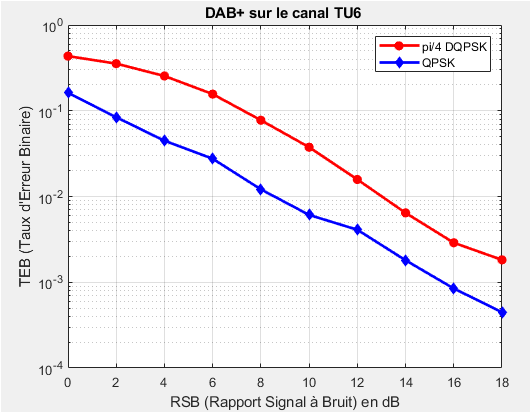 DAB+ sur le canal TU6
pi/4 DQPSK
QPSK
TEB (Taux d'Erreur Binaire)
10^0
10^-1
10^-2
10^-3
10^-4
0 2 4 6 8 10 12 14 16 18
RSB (Rapport Signal à Bruit) en dB